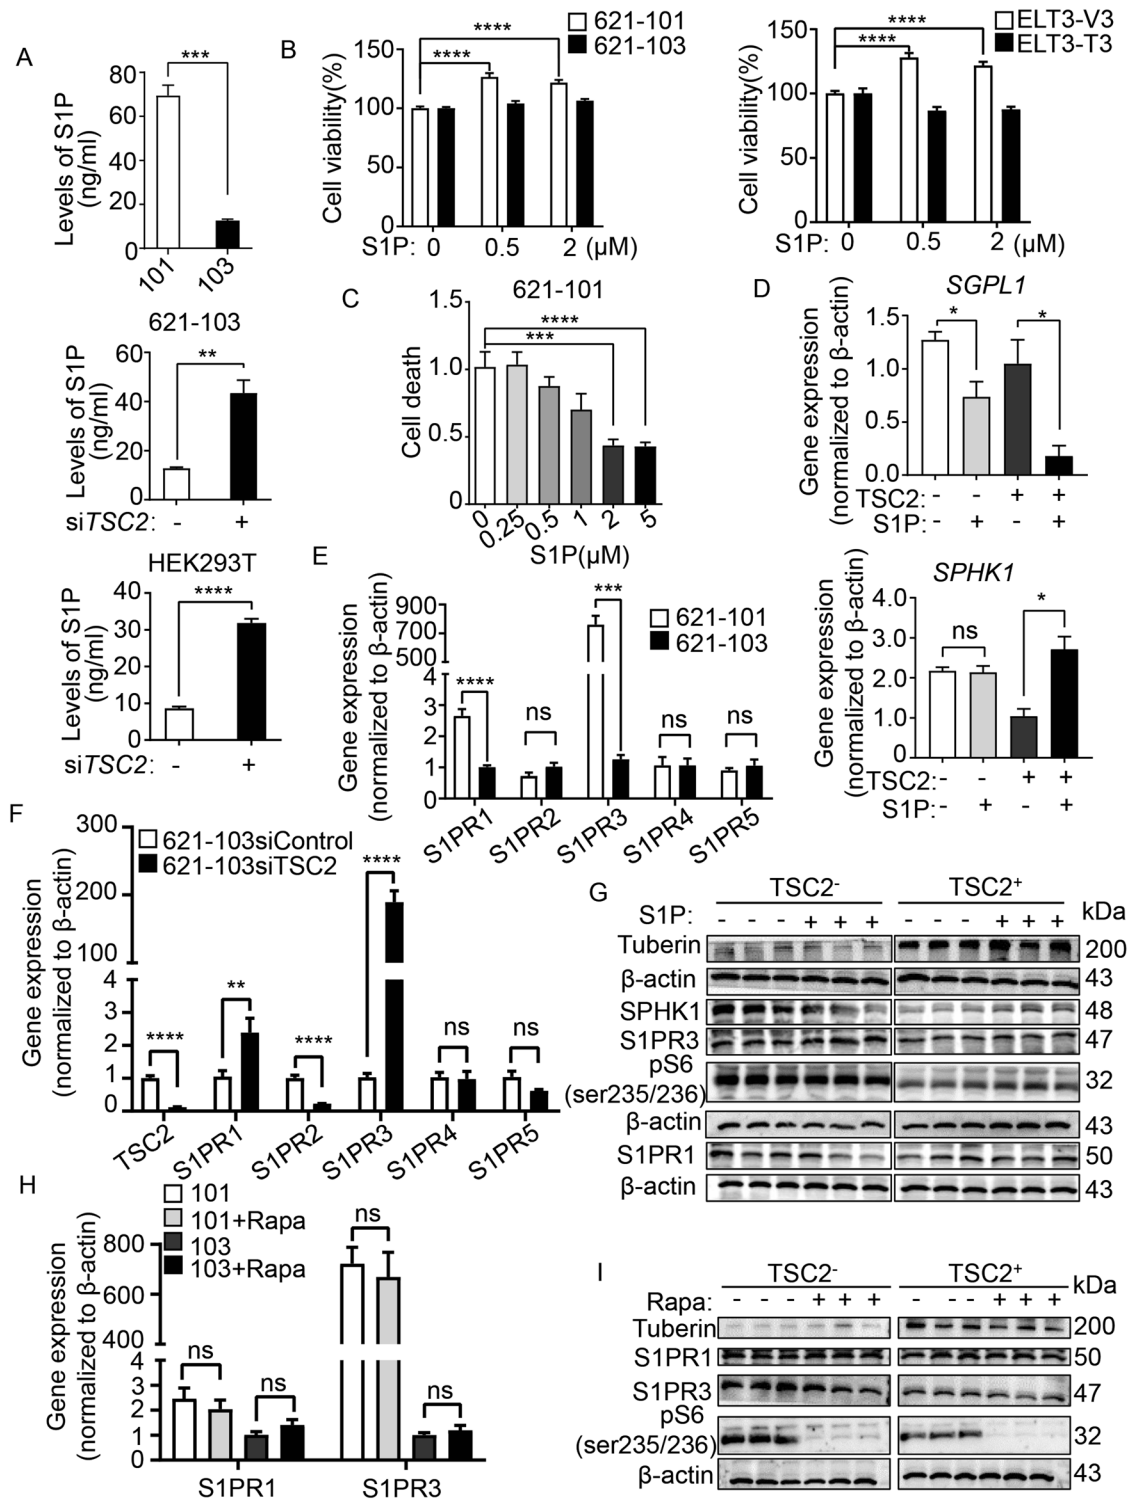 A
***
Levels of S1P
(ng/ml)
80
60
40
20
0
101
103
621-103
**
Levels of S1P
(ng/ml)
60
40
20
0
siTSC2: - +
HEK293T
****
Levels of S1P
(ng/ml)
40
30
20
10
0
siTSC2: - +
B
621-101
621-103
****
****
Cell viability(%)
150
100
50
0
S1P: 0 0.5 2 (μM)
ELT3-V3
ELT3-T3
****
****
Cell viability(%)
150
100
50
0
S1P: 0 0.5 2 (μM)
C
621-101
****
***
Cell death
1.5
1.0
0.5
0
0 0.25 0.5 1 2 5
S1P(μM)
D
SGPL1
* *
Gene expression
(normalized to β-actin)
1.5
1.0
0.5
0.0
TSC2: - - + +
S1P: - + - +
SPHK1
ns *
Gene expression
(normalized to β-actin)
4.0
3.0
2.0
1.0
0
TSC2: - - + +
S1P: - + - +
E
621-101
621-103
Gene expression
(normalized to β-actin)
900
700
500
4
3
2
1
0
**** ns *** ns ns
S1PR1 S1PR2 S1PR3 S1PR4 S1PR5
F
621-103siControl
621-103siTSC2
Gene expression
(normalized to β-actin)
300
200
100
4
3
2
1
0
**** ** **** **** ns ns
TSC2 S1PR1 S1PR2 S1PR3 S1PR4 S1PR5
G
TSC2- TSC2+
kDa
S1P: - - - + + + - - - + + +
Tuberin 200
β-actin 43
SPHK1 48
S1PR3 47
pS6
(ser235/236) 32
β-actin 43
S1PR1 50
β-actin 43
H
101
101+Rapa
103
103+Rapa
Gene expression
(normalized to β-actin)
800
600
400
4
3
2
1
0
ns ns ns ns
S1PR1 S1PR3
I
TSC2- TSC2+
kDa
Rapa: - - - + + + - - - + + +
Tuberin 200
S1PR1 50
S1PR3 47
pS6
(ser235/236) 32
β-actin 43